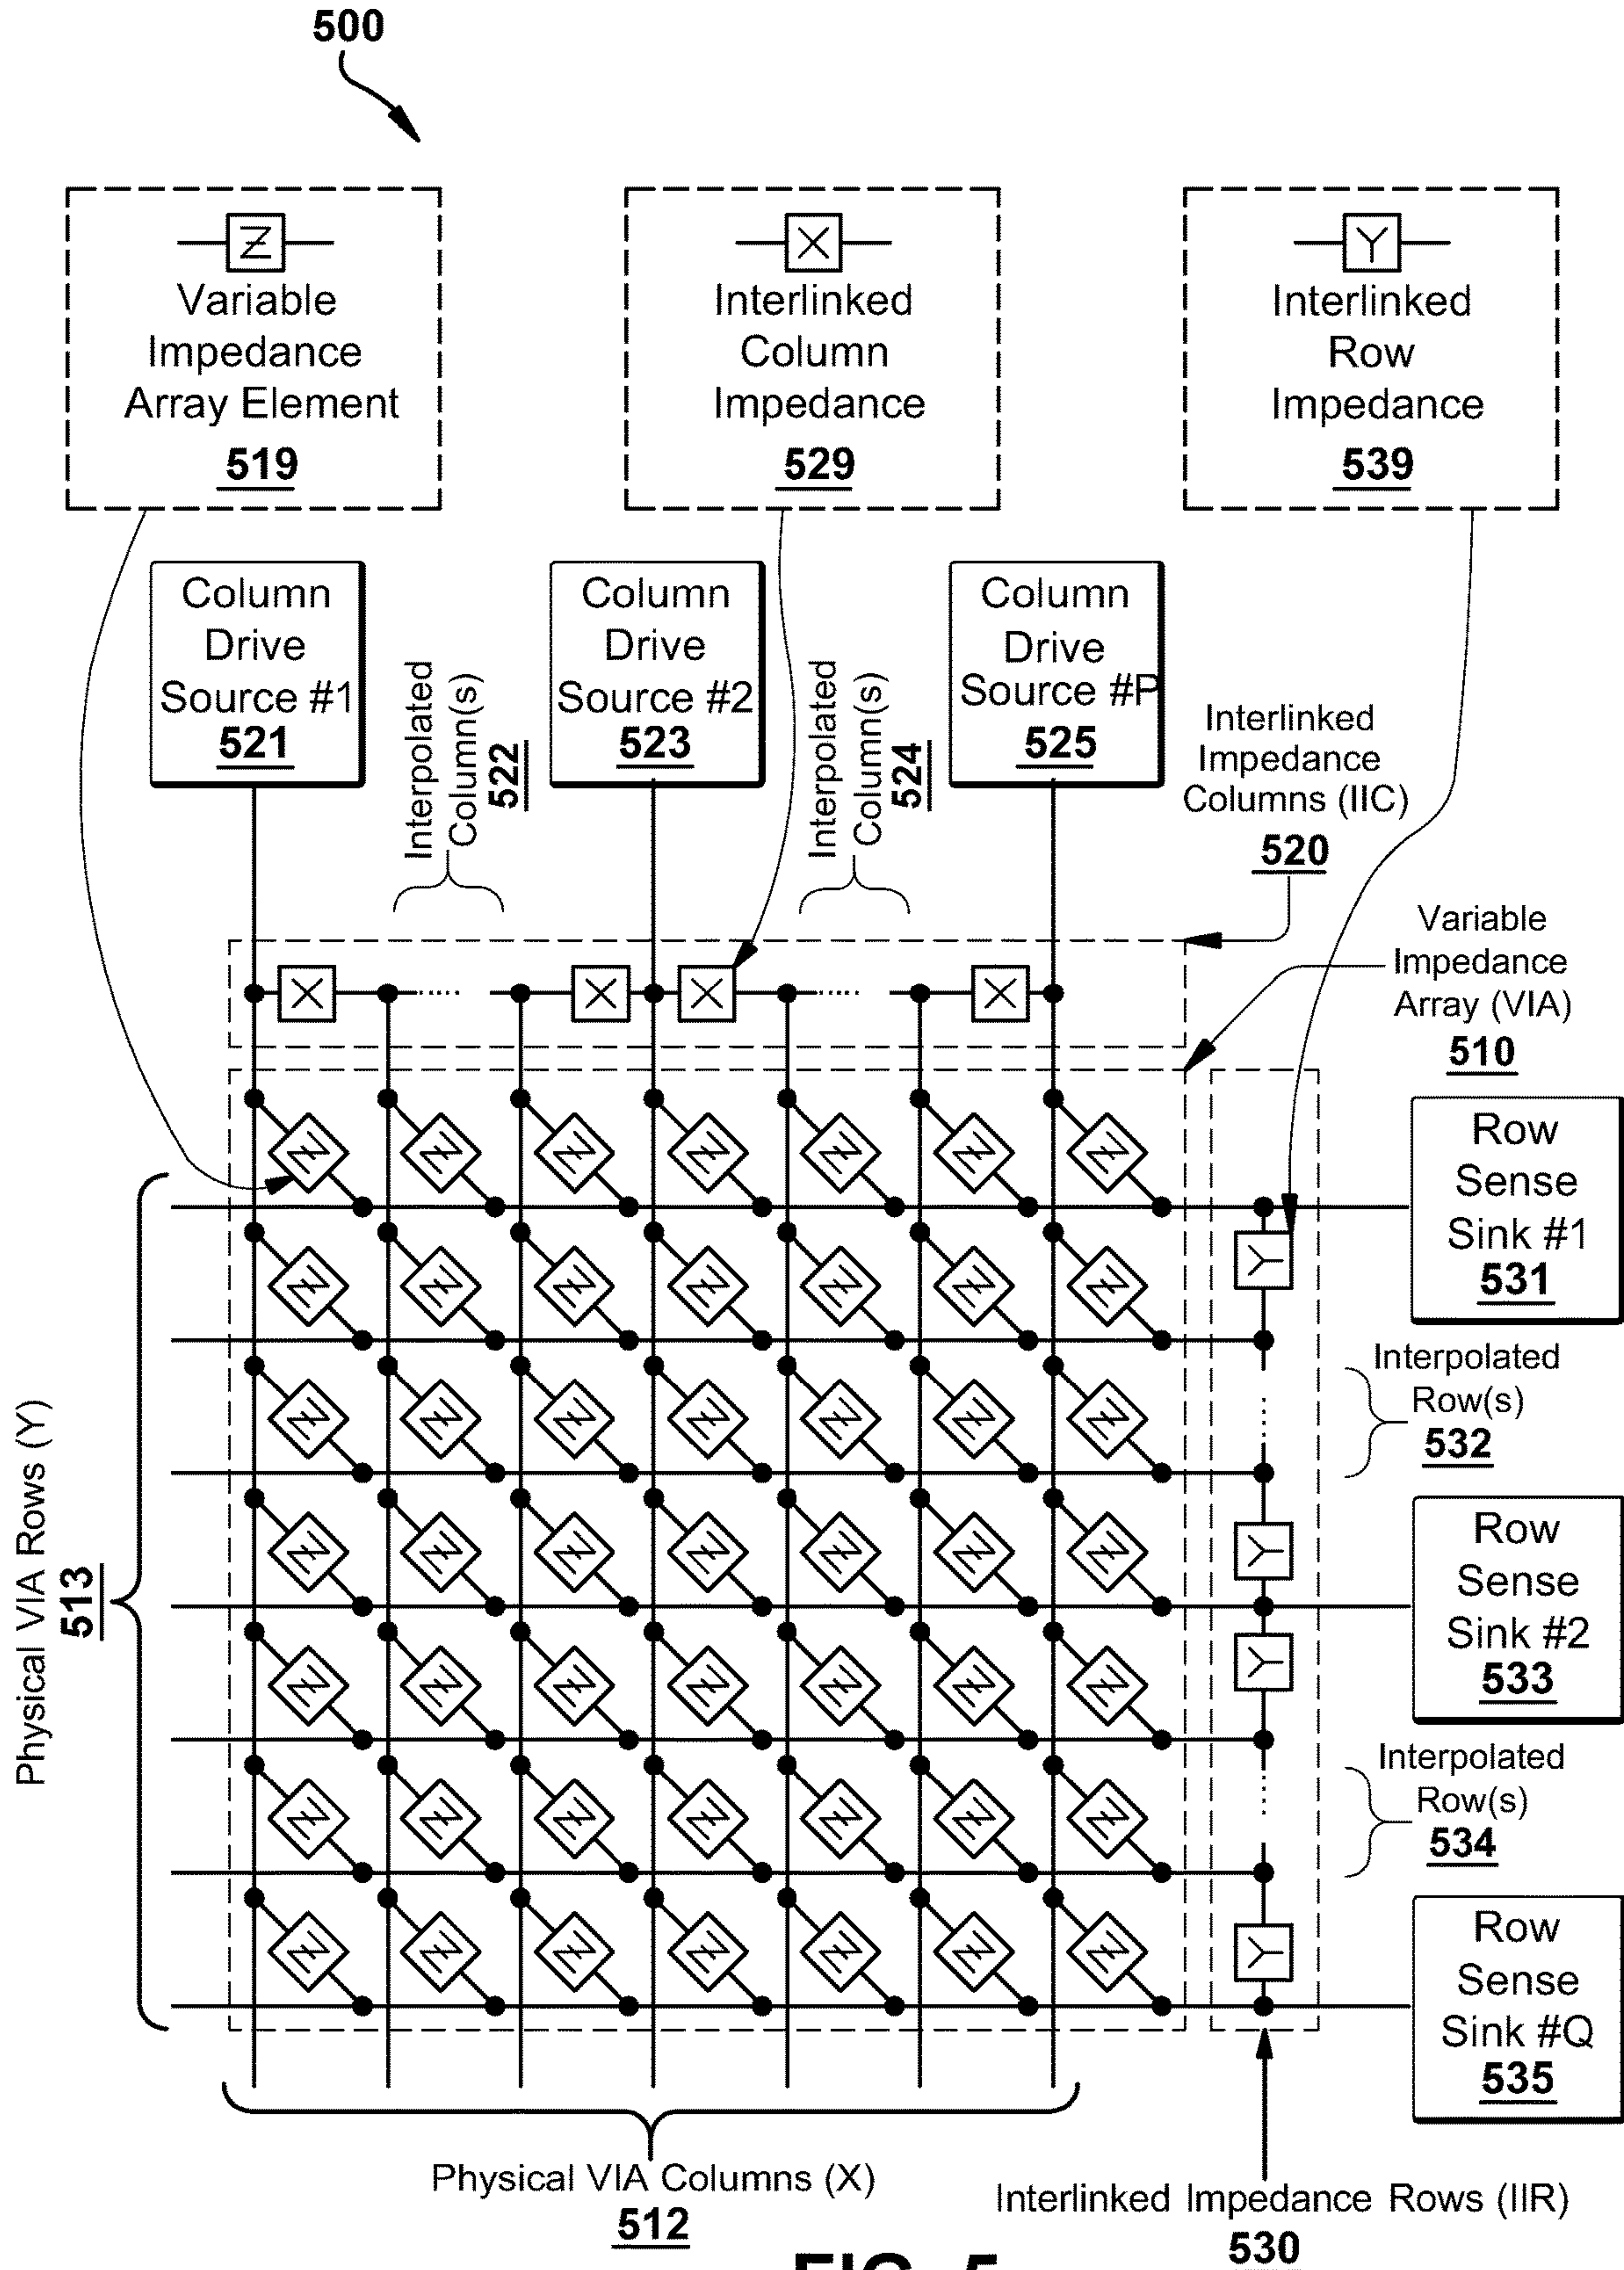 500
Z
Variable
Impedance
Array Element
519
X
Interlinked
Column
Impedance
529
Y
Interlinked
Row
Impedance
539
Column
Drive
Source #1
521
Interpolated
Column(s)
522
Column
Drive
Source #2
523
Interpolated
Column(s)
524
Column
Drive
Source #P
525
Interlinked
Impedance
Columns (IIC)
520
Variable
Impedance
Array (VIA)
510
X X X X
Z Z Z Z Z Z Z
Row
Sense
Sink #1
531
Y
Z Z Z Z Z Z Z
Interpolated
Row(s)
532
Z Z Z Z Z Z Z
Physical VIA Rows (Y)
513
Y
Z Z Z Z Z Z Z
Row
Sense
Sink #2
533
Y
Z Z Z Z Z Z Z
Interpolated
Row(s)
534
Z Z Z Z Z Z Z
Y
Z Z Z Z Z Z Z
Row
Sense
Sink #Q
535
Physical VIA Columns (X)
512
Interlinked Impedance Rows (IIR)
530
FIG. 5